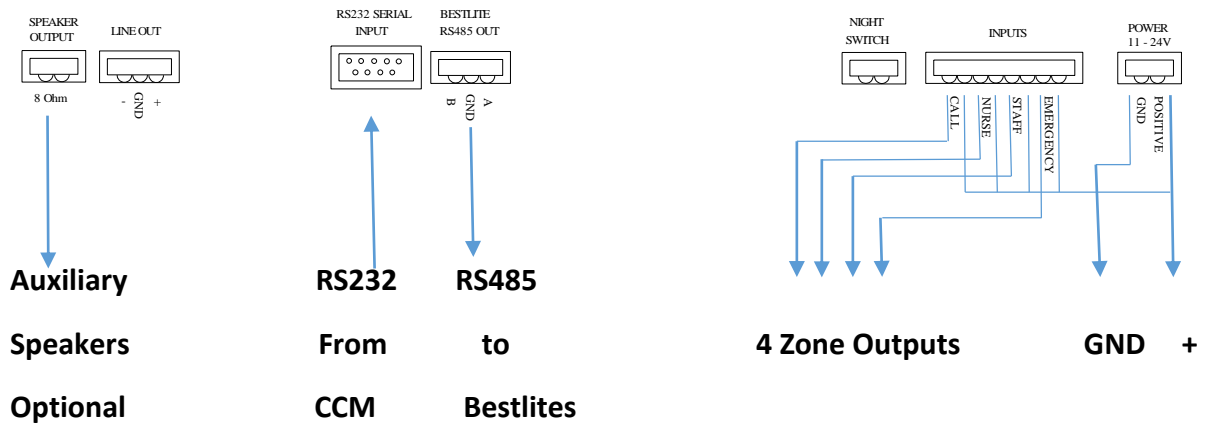 SPEAKER
OUTPUT
LINE OUT
RS232 SERIAL
INPUT
BESTLITE
RS485 OUT
NIGHT
SWITCH
INPUTS
POWER
11 - 24V
8 Ohm
- GND +
B GND A
CALL
NURSE
STAFF
EMERGENCY
GND
POSITIVE
Auxiliary RS232 RS485
Speakers From to 4 Zone Outputs GND +
Optional CCM Bestlites